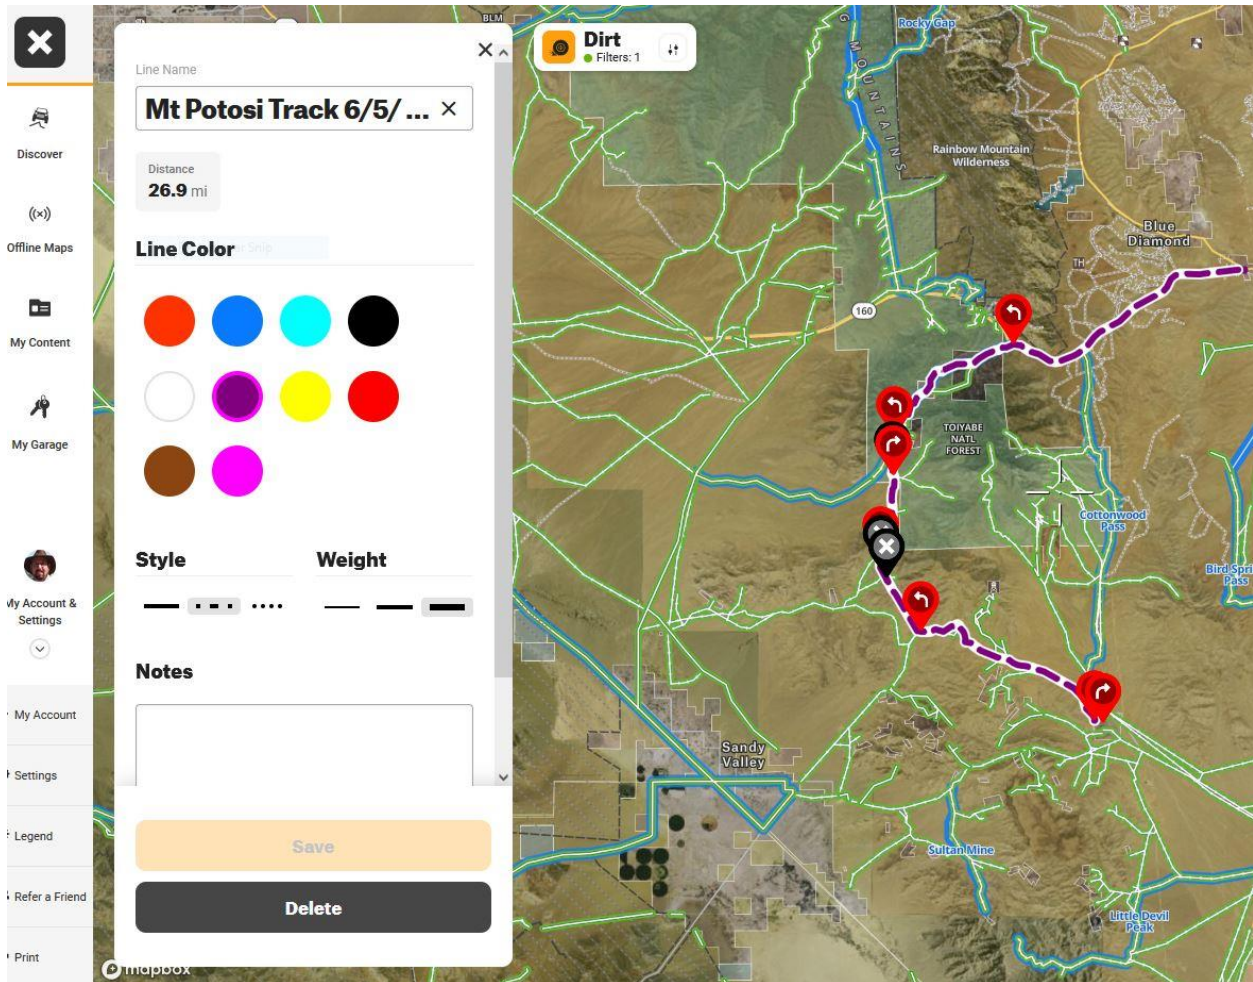 BLM
Line Name
Mt Potosi Track 6/5/ ...
Distance
26.9 mi
Line Color
Snip
Style
Weight
Notes
Save
Delete
Discover
Offline Maps
My Content
My Garage
My Account &
Settings
My Account
Settings
Legend
Refer a Friend
Print
Dirt
Filters: 1
G MOUNTAINS
Rocky Gap
Rainbow Mountain
Wilderness
Blue
Diamond
TH
160
TOIYABE
NATL
FOREST
Cottonwood
Pass
Bird Spri
Pass
Sandy
Valley
Sultan Mine
Little Devil
Peak
mapbox